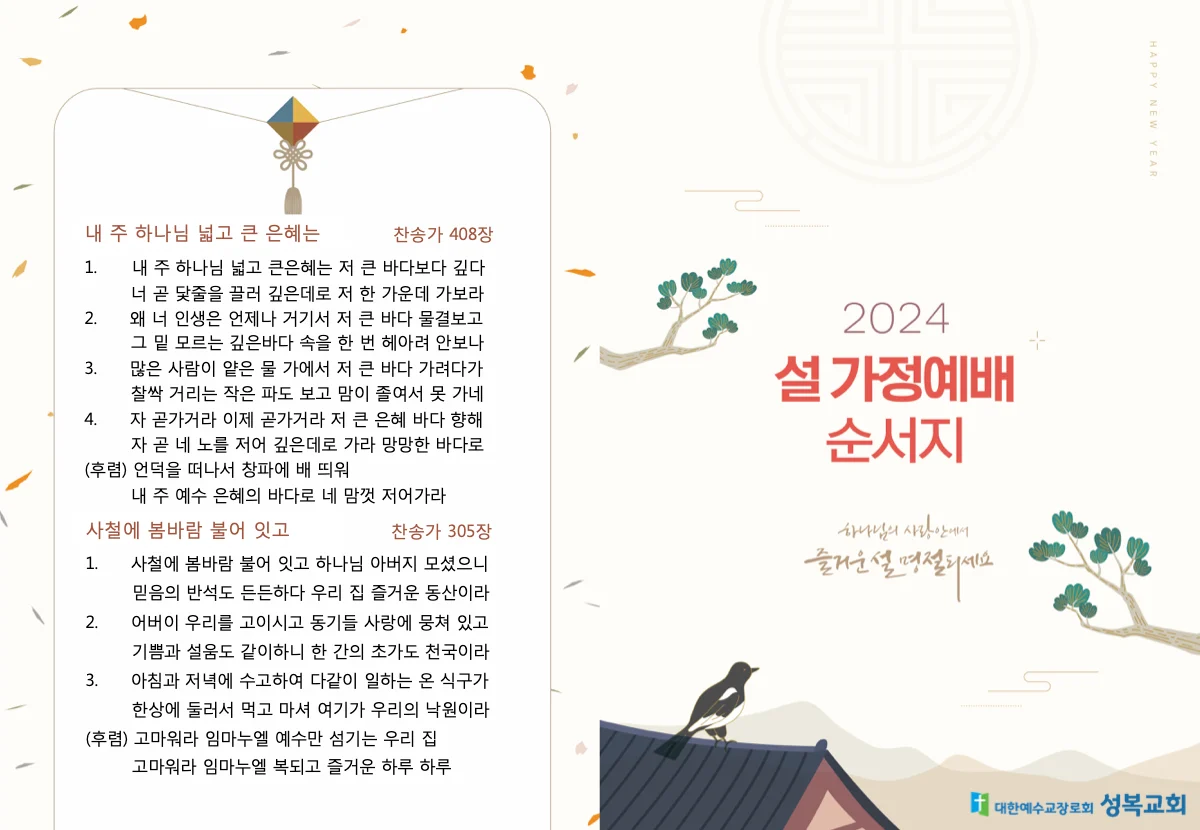 내 주 하나님 넓고 큰 은혜는 찬송가 408장
1. 내 주 하나님 넓고 큰은혜는 저 큰 바다보다 깊다
너 곧 닻줄을 끌러 깊은데로 저 한 가운데 가보라
2. 왜 너 인생은 언제나 거기서 저 큰 바다 물결보고
그 밑 모르는 깊은바다 속을 한 번 헤아려 안보나
3. 많은 사람이 얕은 물 가에서 저 큰 바다 가려다가
찰싹 거리는 작은 파도 보고 맘이 졸여서 못 가네
4. 자 곧가거라 이제 곧가거라 저 큰 은혜 바다 향해
자 곧 네 노를 저어 깊은데로 가라 망망한 바다로
(후렴) 언덕을 떠나서 창파에 배 띄워
내 주 예수 은혜의 바다로 네 맘껏 저어가라
사철에 봄바람 불어 잇고 찬송가 305장
1. 사철에 봄바람 불어 잇고 하나님 아버지 모셨으니
믿음의 반석도 든든하다 우리 집 즐거운 동산이라
2. 어버이 우리를 고이시고 동기들 사랑에 뭉쳐 있고
기쁨과 설움도 같이하니 한 간의 초가도 천국이라
3. 아침과 저녁에 수고하여 다같이 일하는 온 식구가
한상에 둘러서 먹고 마셔 여기가 우리의 낙원이라
(후렴) 고마워라 임마누엘 예수만 섬기는 우리 집
고마워라 임마누엘 복되고 즐거운 하루 하루
HAPPY NEW YEAR
2024
설 가정예배
순서지
하나님의 사랑안에서
즐거운 설 명절되세요
대한예수교장로회 성복교회